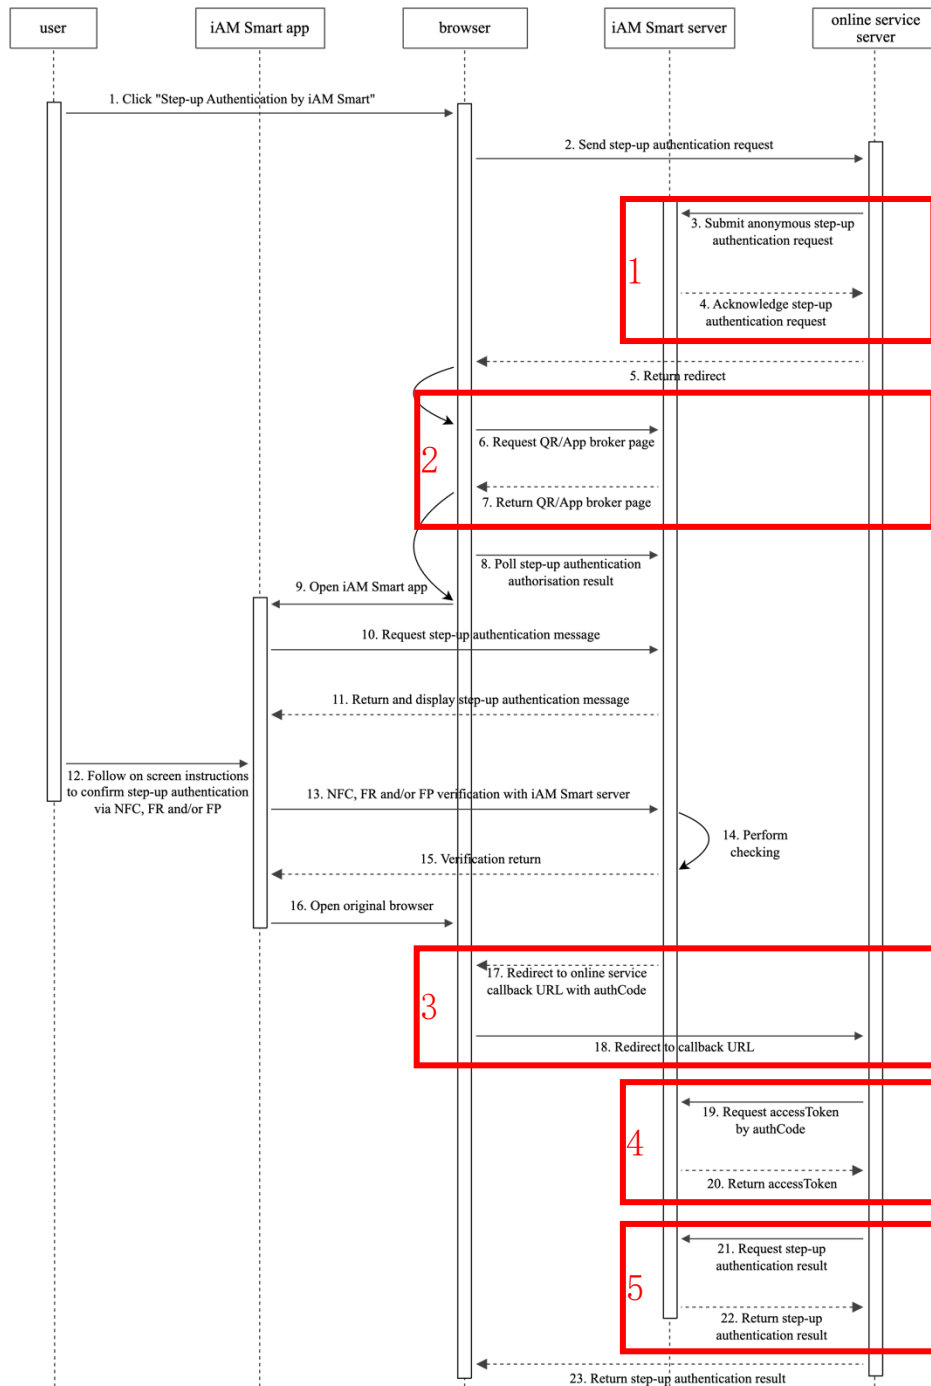 user
iAM Smart app
browser
iAM Smart server
online service
server
1. Click "Step-up Authentication by iAM Smart"
2. Send step-up authentication request
1
3. Submit anonymous step-up
authentication request
4. Acknowledge step-up
authentication request
5. Return redirect
2
6. Request QR/App broker page
7. Return QR/App broker page
8. Poll step-up authentication
authorisation result
9. Open iAM Smart app
10. Request step-up authentication message
11. Return and display step-up authentication message
12. Follow on screen instructions
to confirm step-up authentication
via NFC, FR and/or FP
13. NFC, FR and/or FP verification with iAM Smart server
14. Perform
checking
15. Verification return
16. Open original browser
3
17. Redirect to online service
callback URL with authCode
18. Redirect to callback URL
4
19. Request accessToken
by authCode
20. Return accessToken
5
21. Request step-up
authentication result
22. Return step-up
authentication result
23. Return step-up authentication result